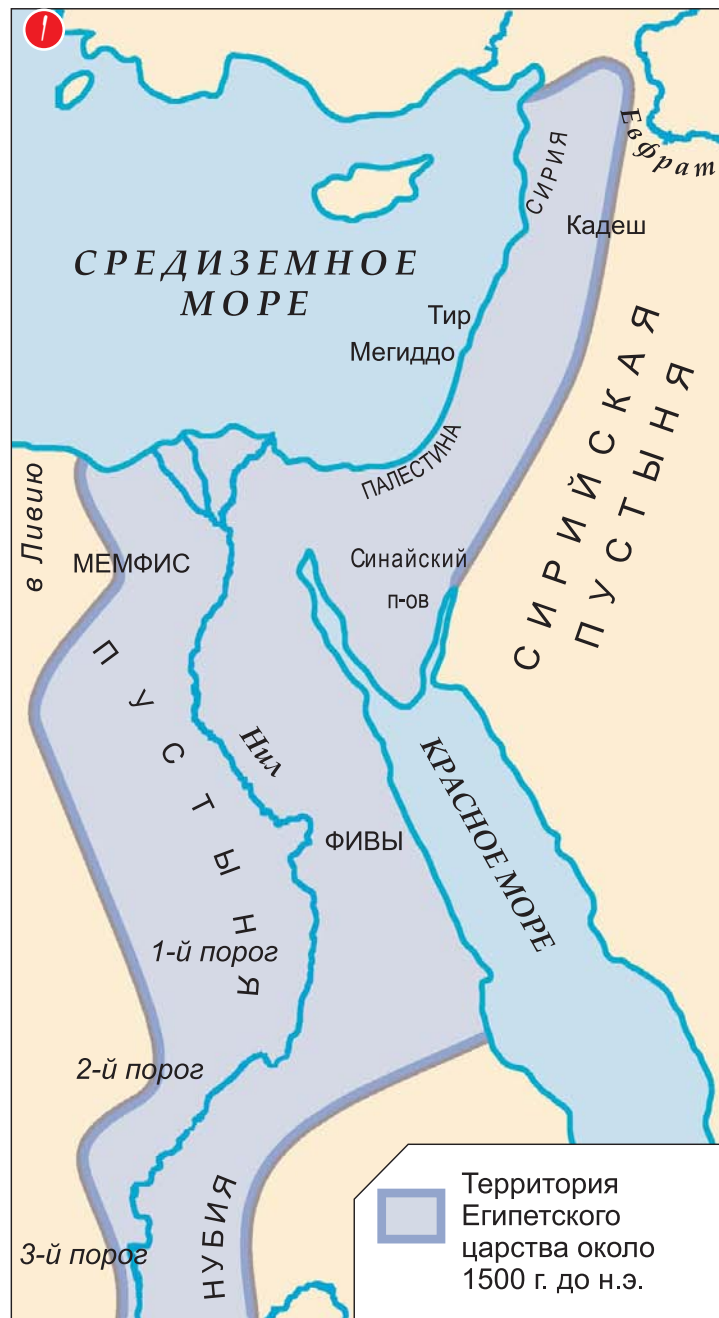 Евфрат
СИРИЯ
Кадеш
СРЕДИЗЕМНОЕ
МОРЕ
Тир
Мегиддо
СИРИЙСКАЯ
ПУСТЫНЯ
ПАЛЕСТИНА
в Ливию
МЕМФИС
Синайский
п-ов
ПУСТЫНЯ
Нил
КРАСНОЕ МОРЕ
ФИВЫ
1-й порог
2-й порог
3-й порог
НУБИЯ
Территория
Египетского
царства около
1500 г. до н.э.